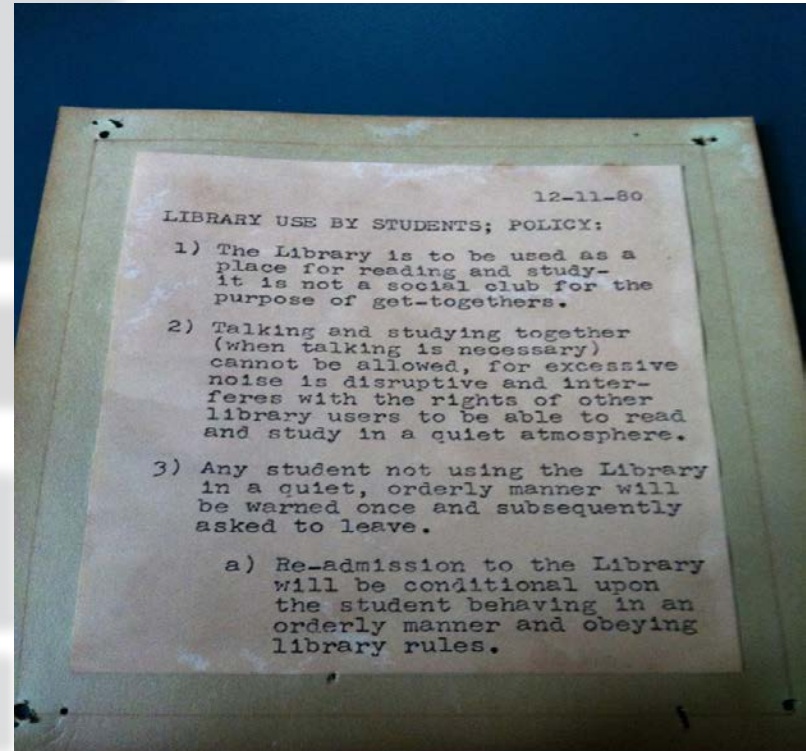 12-11-80
LIBRARY USE BY STUDENTS; POLICY:
1) The Library is to be used as a
place for reading and study-
it is not a social club for the
purpose of get-togethers.
2) Talking and studying together
(when talking is necessary)
cannot be allowed, for excessive
noise is disruptive and inter-
feres with the rights of other
library users to be able to read
and study in a quiet atmosphere.
3) Any student not using the Library
in a quiet, orderly manner will
be warned once and subsequently
asked to leave.
a) Re-admission to the Library
will be conditional upon
the student behaving in an
orderly manner and obeying
library rules.